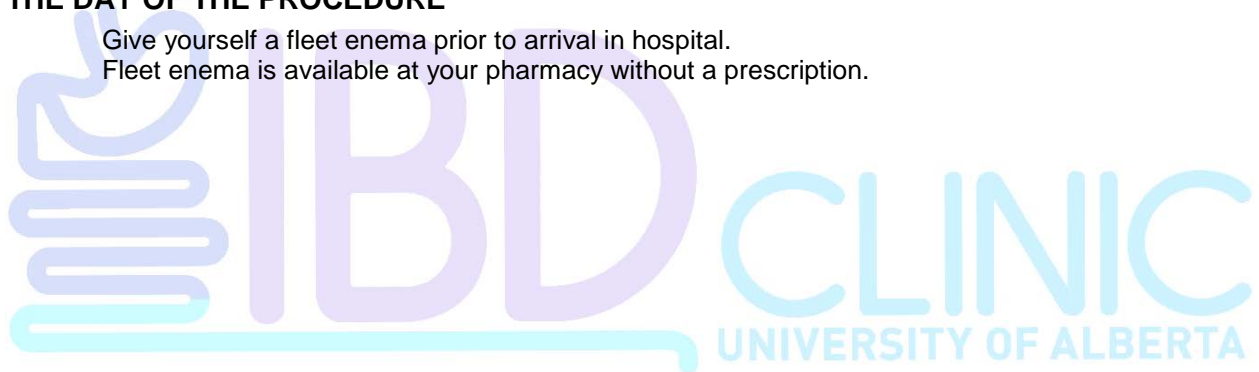 THE DAY OF THE PROCEDURE
Give yourself a fleet enema prior to arrival in hospital.
Fleet enema is available at your pharmacy without a prescription.
IBD CLINIC
UNIVERSITY OF ALBERTA